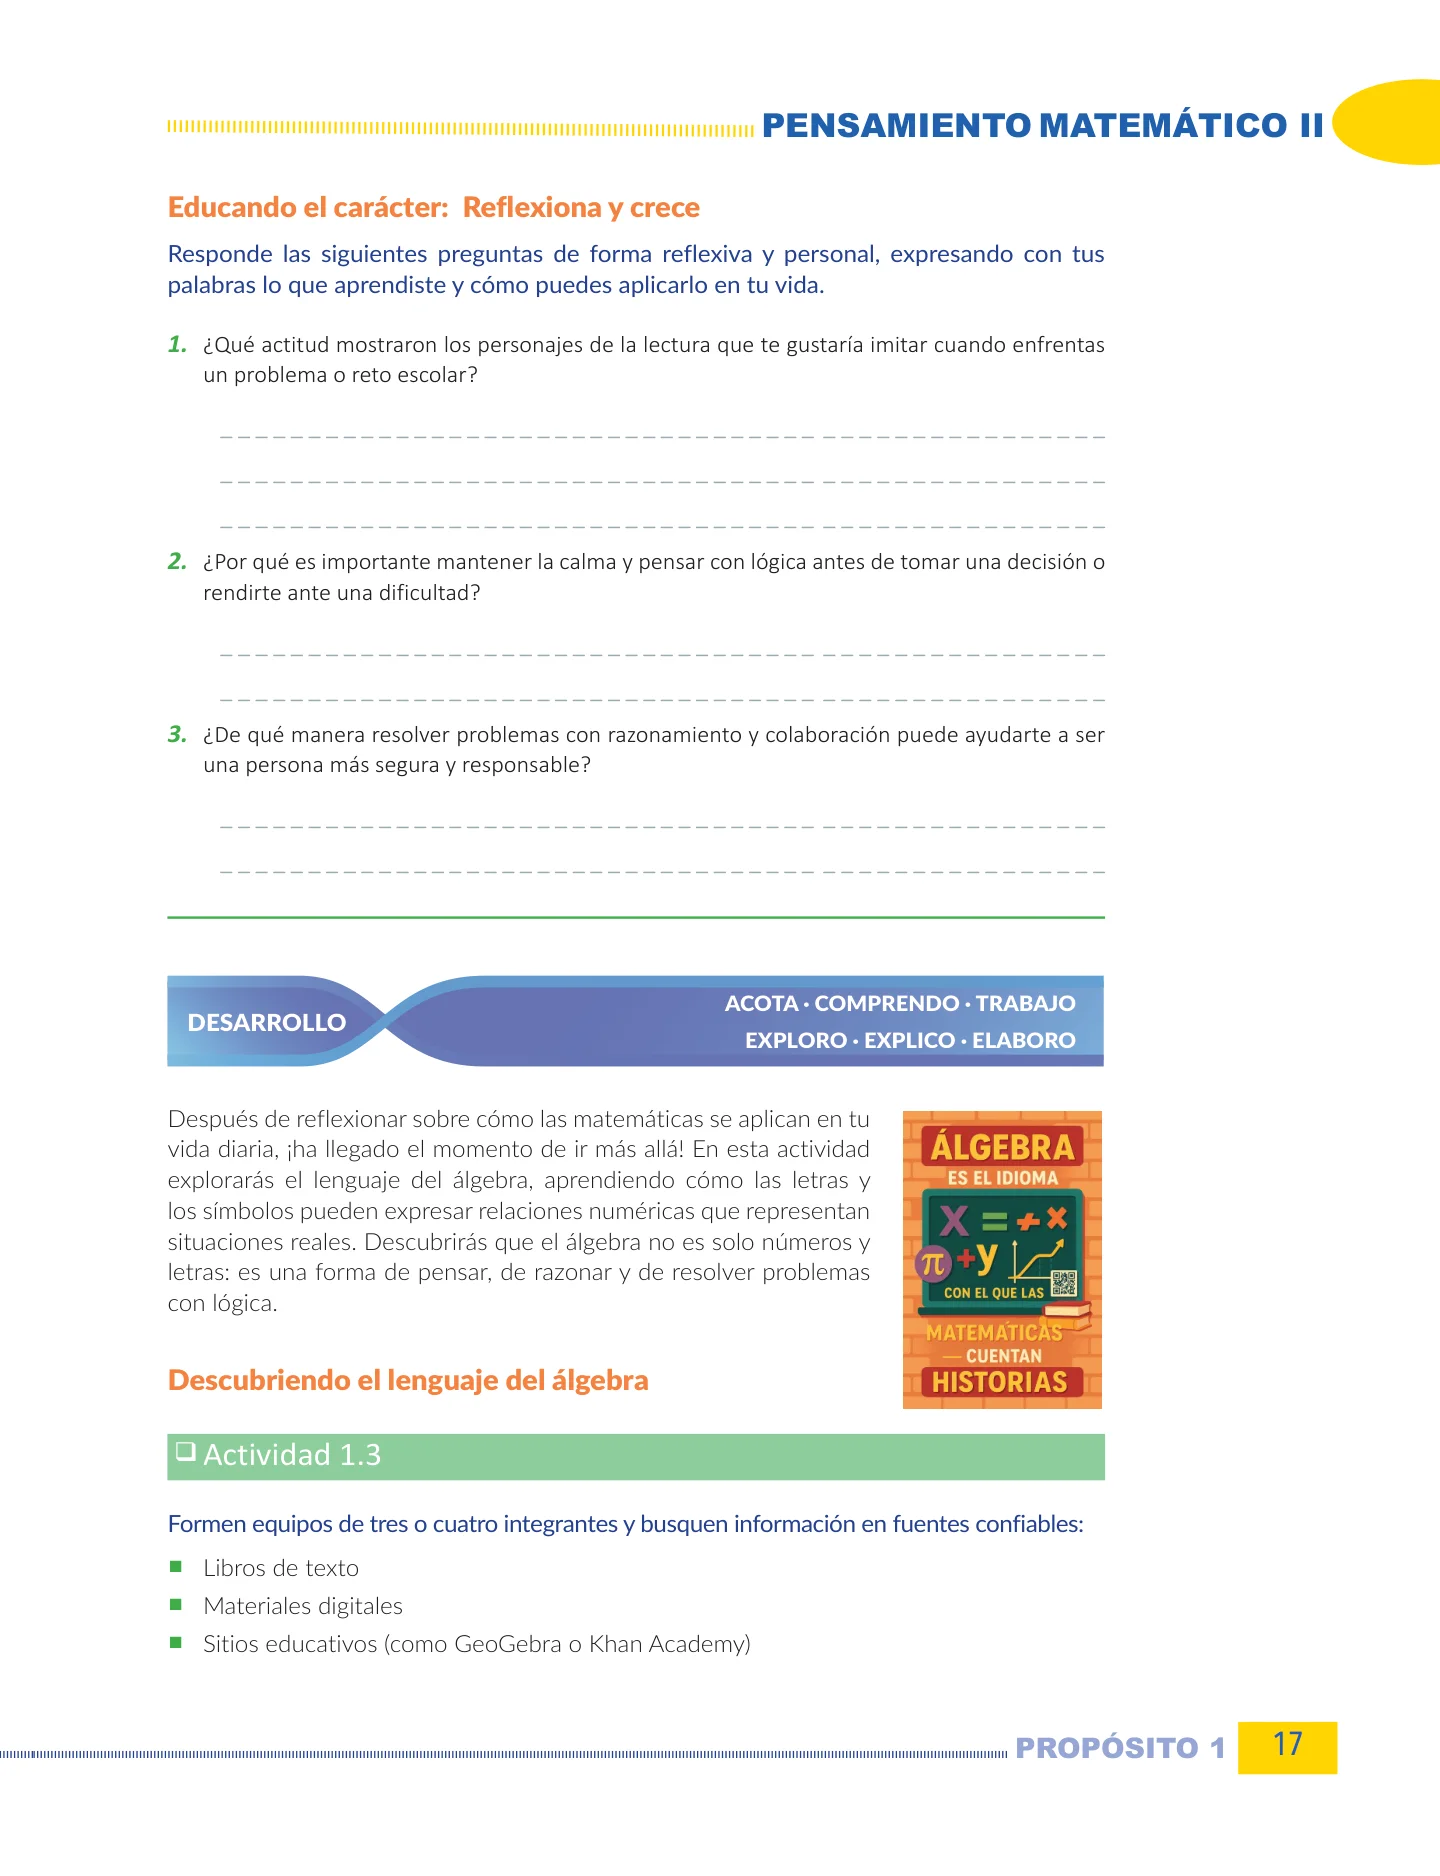 PENSAMIENTO MATEMÁTICO II
Educando el carácter: Reflexiona y crece
Responde las siguientes preguntas de forma reflexiva y personal, expresando con tus
palabras lo que aprendiste y cómo puedes aplicarlo en tu vida.
1. ¿Qué actitud mostraron los personajes de la lectura que te gustaría imitar cuando enfrentas
un problema o reto escolar?
2. ¿Por qué es importante mantener la calma y pensar con lógica antes de tomar una decisión o
rendirte ante una dificultad?
3. ¿De qué manera resolver problemas con razonamiento y colaboración puede ayudarte a ser
una persona más segura y responsable?
DESARROLLO
ACOTA · COMPRENDO · TRABAJO
EXPLORO · EXPLICO · ELABORO
Después de reflexionar sobre cómo las matemáticas se aplican en tu
vida diaria, ¡ha llegado el momento de ir más allá! En esta actividad
explorarás el lenguaje del álgebra, aprendiendo cómo las letras y
los símbolos pueden expresar relaciones numéricas que representan
situaciones reales. Descubrirás que el álgebra no es solo números y
letras: es una forma de pensar, de razonar y de resolver problemas
con lógica.
ÁLGEBRA
ES EL IDIOMA
X = + ×
π + y
CON EL QUE LAS
MATEMÁTICAS
— CUENTAN
HISTORIAS
Descubriendo el lenguaje del álgebra
❑ Actividad 1.3
Formen equipos de tres o cuatro integrantes y busquen información en fuentes confiables:
■ Libros de texto
■ Materiales digitales
■ Sitios educativos (como GeoGebra o Khan Academy)
PROPÓSITO 1 17